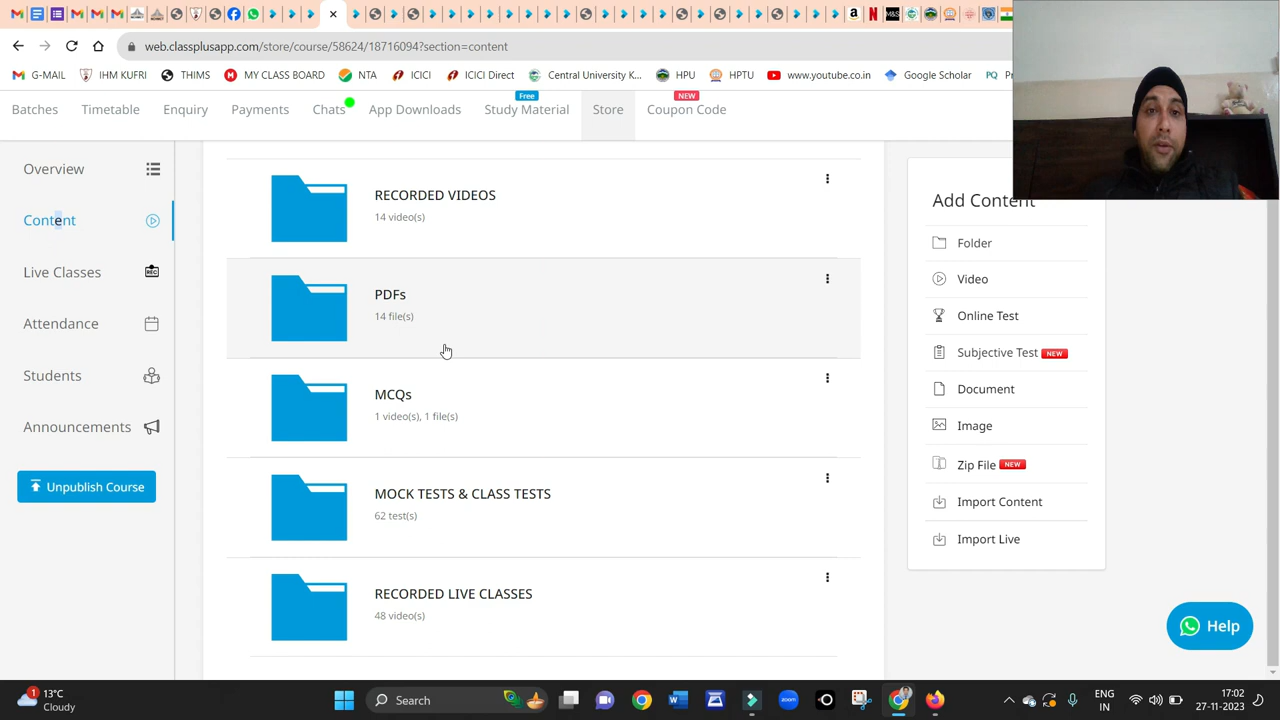 web.classplusapp.com/store/course/58624/18716094?section=content
G-MAIL
IHM KUFRI
THIMS
MY CLASS BOARD
NTA
ICICI
ICICI Direct
Central University K...
HPU
HPTU
www.youtube.co.in
Google Scholar
PQ
Batches
Timetable
Enquiry
Payments
Chats
App Downloads
Free
Study Material
Store
NEW
Coupon Code
Overview
Content
Live Classes
REC
Attendance
Students
Announcements
Unpublish Course
RECORDED VIDEOS
14 video(s)
PDFs
14 file(s)
MCQs
1 video(s), 1 file(s)
MOCK TESTS & CLASS TESTS
62 test(s)
RECORDED LIVE CLASSES
48 video(s)
Add Content
Folder
Video
Online Test
Subjective Test NEW
Document
Image
Zip File NEW
Import Content
Import Live
Help
1
13°C
Cloudy
Search
zoom
ENG
IN
17:02
27-11-2023